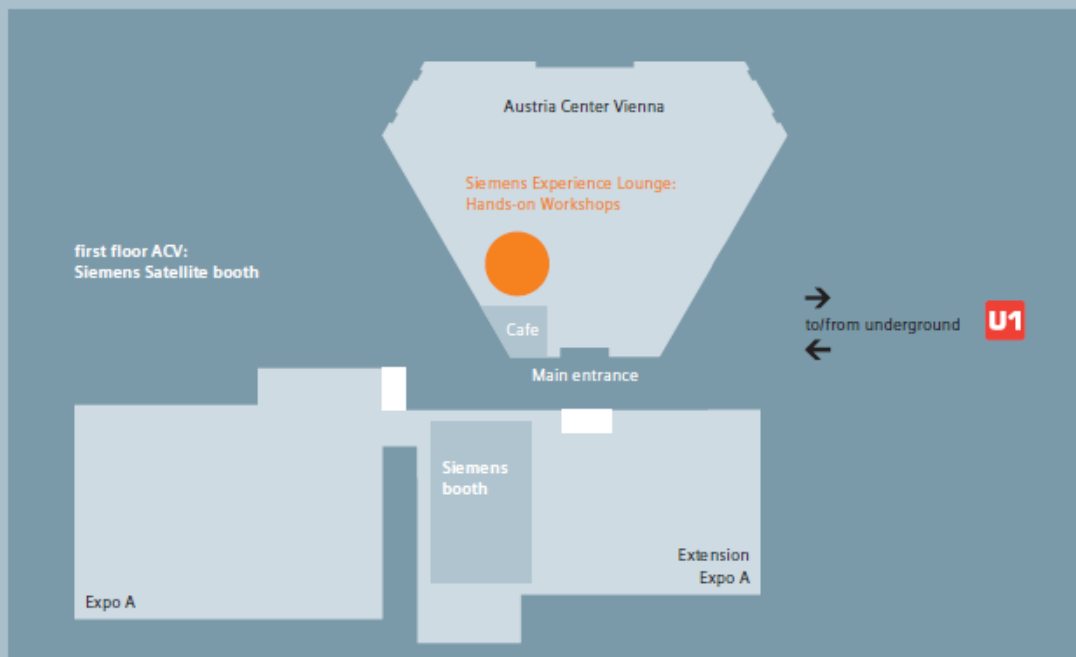 Austria Center Vienna
Siemens Experience Lounge:
Hands-on Workshops
first floor ACV:
Siemens Satellite booth
to/from underground
U1
Cafe
Main entrance
Siemens
booth
Extension
Expo A
Expo A